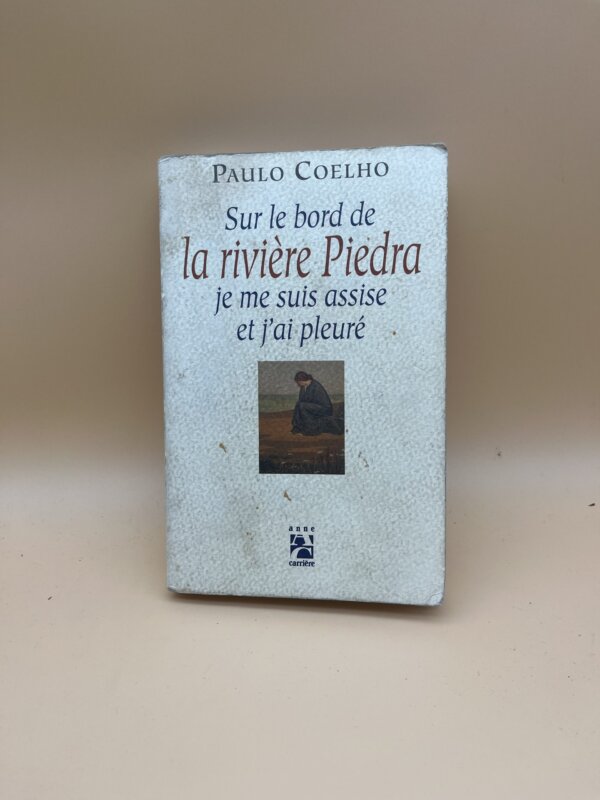 PAULO COELHO
Sur le bord de
la rivière Piedra
je me suis assise
et j'ai pleuré
anne
carrière